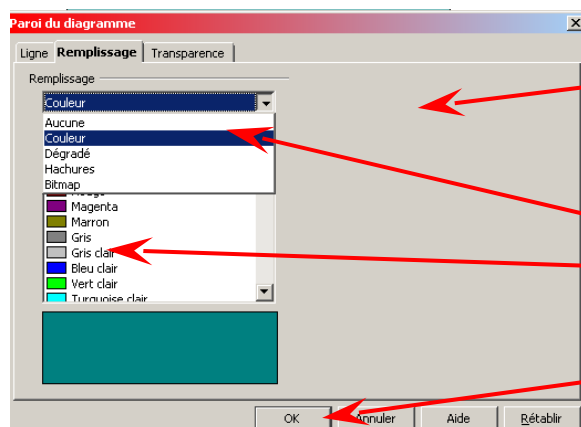 Paroi du diagramme
Ligne Remplissage Transparence
Remplissage
Couleur
Aucune
Couleur
Dégradé
Hachures
Bitmap
Rouge
Magenta
Marron
Gris
Gris clair
Bleu clair
Vert clair
Turquoise clair
OK Annuler Aide Rétablir